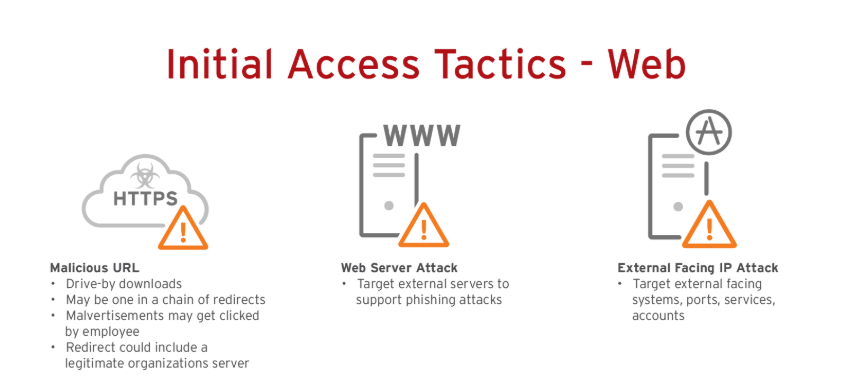 Initial Access Tactics - Web
HTTPS
WWW
Malicious URL
• Drive-by downloads
• May be one in a chain of redirects
• Malvertisements may get clicked
by employee
• Redirect could include a
legitimate organizations server
Web Server Attack
• Target external servers to
support phishing attacks
External Facing IP Attack
• Target external facing
systems, ports, services,
accounts